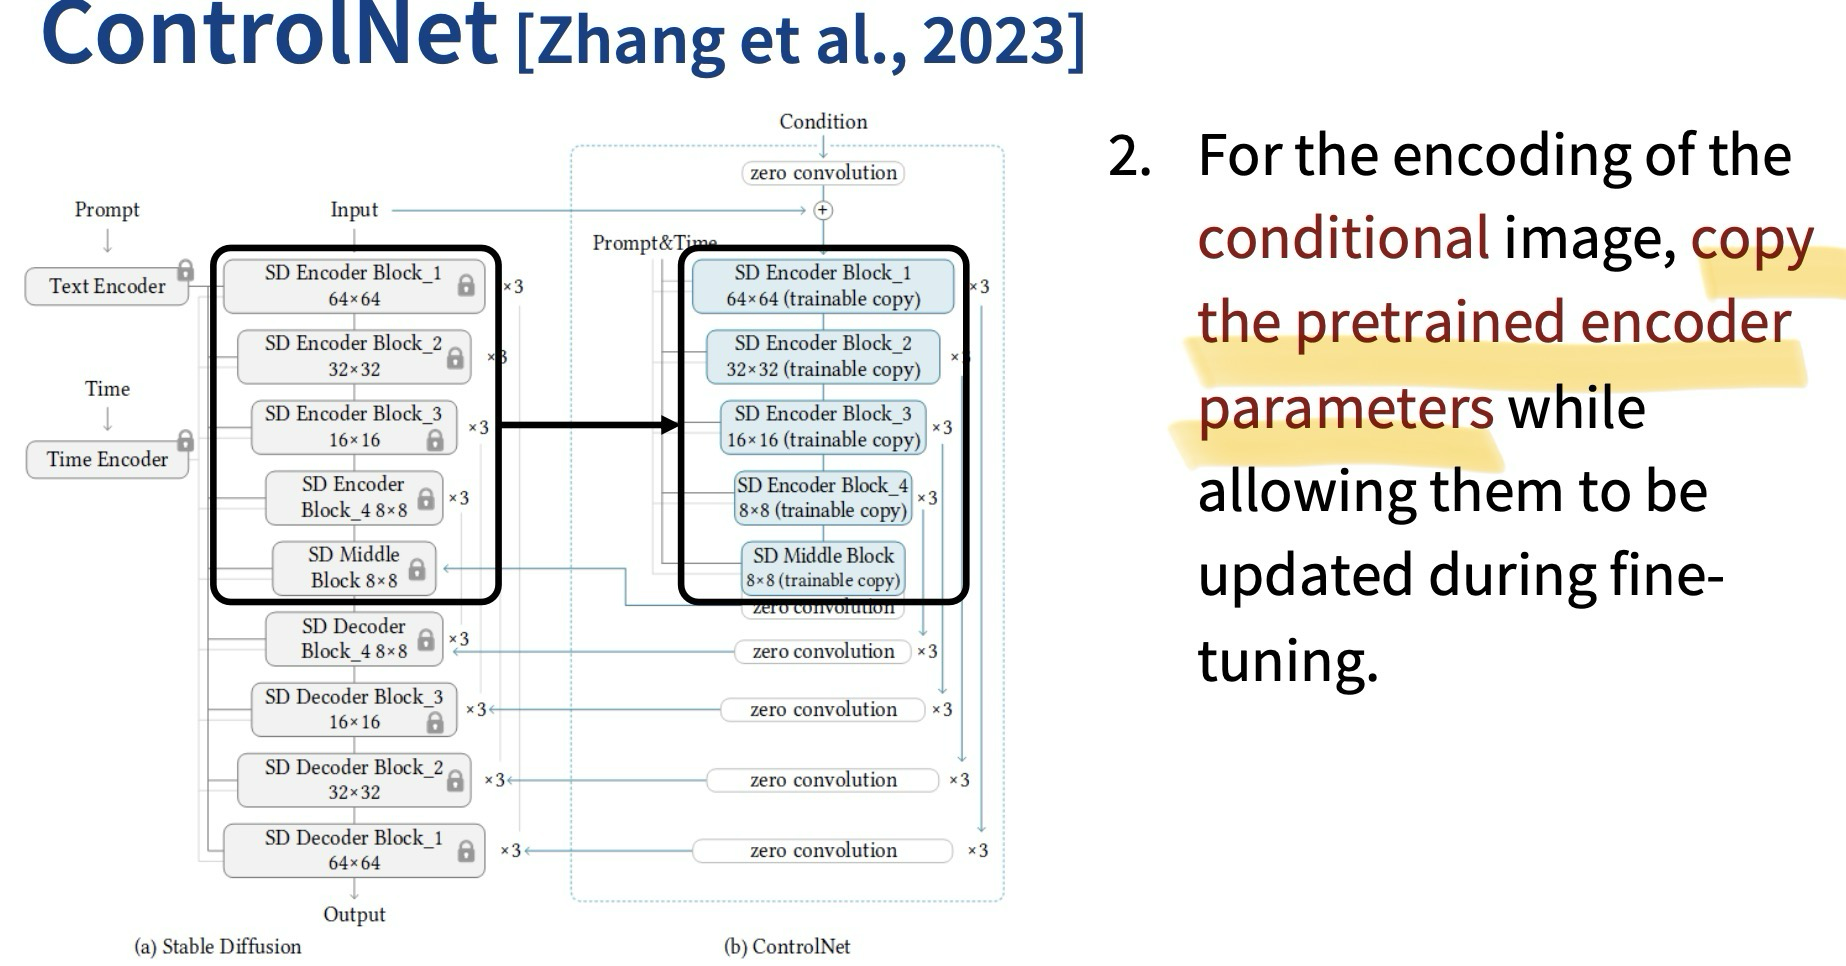 ControlNet [Zhang et al., 2023]
2. For the encoding of the
conditional image, copy
the pretrained encoder
parameters while
allowing them to be
updated during fine-
tuning.
Prompt
Text Encoder
Time
Time Encoder
Input
SD Encoder Block_1
64×64
×3
SD Encoder Block_2
32×32
×3
SD Encoder Block_3
16×16
×3
SD Encoder
Block_4 8×8
×3
SD Middle
Block 8×8
SD Decoder
Block_4 8×8
×3
SD Decoder Block_3
16×16
×3
SD Decoder Block_2
32×32
×3
SD Decoder Block_1
64×64
×3
Output
(a) Stable Diffusion
Condition
zero convolution
+
Prompt&Time
SD Encoder Block_1
64×64 (trainable copy)
×3
SD Encoder Block_2
32×32 (trainable copy)
×
SD Encoder Block_3
16×16 (trainable copy)
×3
SD Encoder Block_4
8×8 (trainable copy)
×3
SD Middle Block
8×8 (trainable copy)
zero convolution
zero convolution
×3
zero convolution
×3
zero convolution
×3
zero convolution
×3
(b) ControlNet